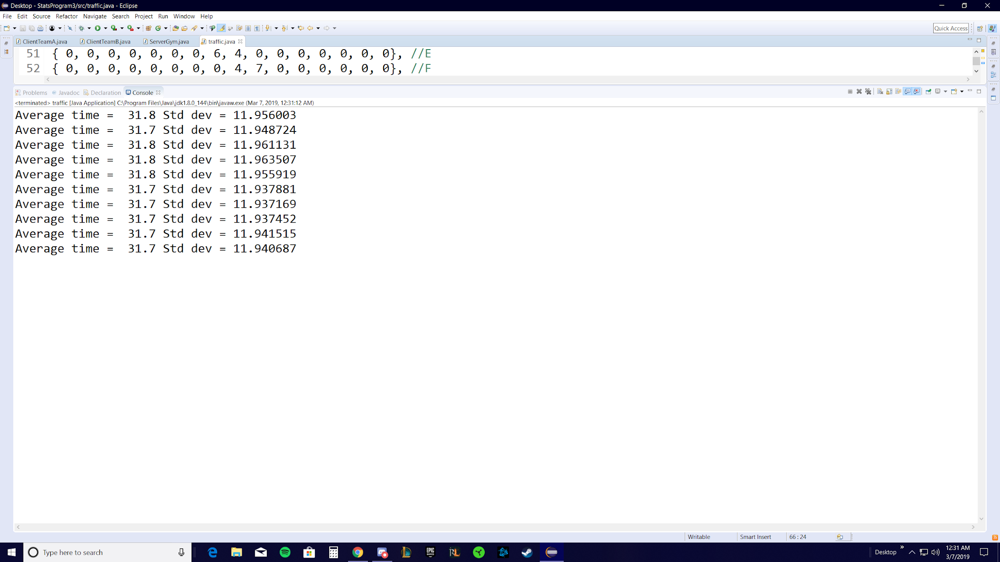 Desktop - StatsProgram3/src/traffic.java - Eclipse
File Edit Source Refactor Navigate Search Project Run Window Help
Quick Access
ClientTeamA.java ClientTeamB.java ServerGym.java traffic.java
51 { 0, 0, 0, 0, 0, 0, 0, 6, 4, 0, 0, 0, 0, 0, 0, 0}, //E
52 { 0, 0, 0, 0, 0, 0, 0, 0, 4, 7, 0, 0, 0, 0, 0, 0}, //F
Problems @ Javadoc Declaration Console
<terminated> traffic [Java Application] C:\Program Files\Java\jdk1.8.0_144\bin\javaw.exe (Mar 7, 2019, 12:31:12 AM)
Average time =  31.8 Std dev = 11.956003
Average time =  31.7 Std dev = 11.948724
Average time =  31.8 Std dev = 11.961131
Average time =  31.8 Std dev = 11.963507
Average time =  31.8 Std dev = 11.955919
Average time =  31.7 Std dev = 11.937881
Average time =  31.7 Std dev = 11.937169
Average time =  31.7 Std dev = 11.937452
Average time =  31.7 Std dev = 11.941515
Average time =  31.7 Std dev = 11.940687
Writable Smart Insert 66 : 24
Type here to search
EPIC GAMES
RL
Desktop
12:31 AM
3/7/2019